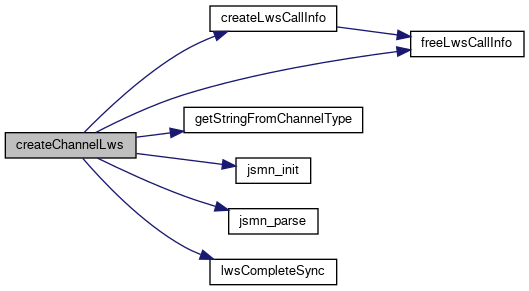 createLwsCallInfo
freeLwsCallInfo
getStringFromChannelType
createChannelLws
jsmn_init
jsmn_parse
lwsCompleteSync